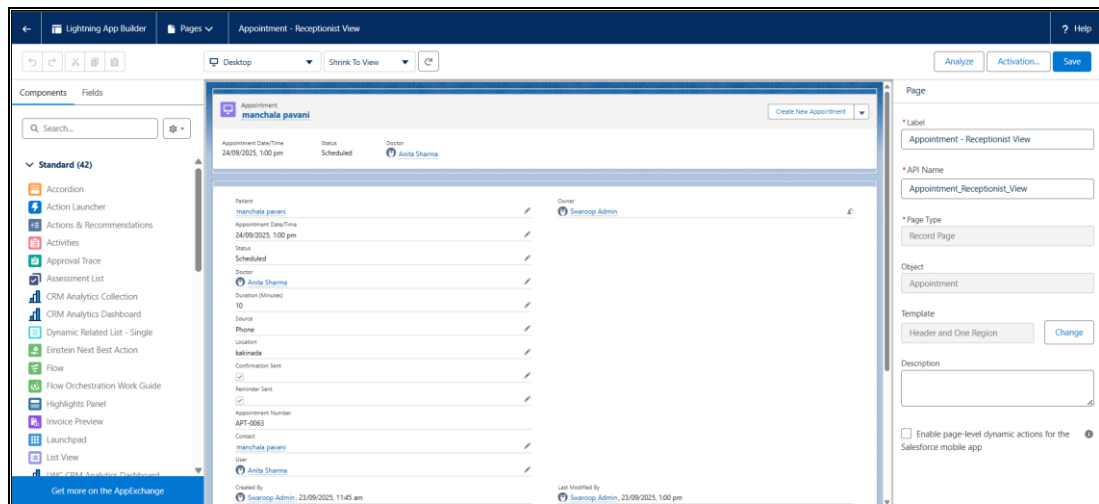 Lightning App Builder
Pages
Appointment - Receptionist View
? Help
Desktop
Shrink To View
Analyze
Activation...
Save
Components
Fields
Search...
Standard (42)
Accordion
Action Launcher
Actions & Recommendations
Activities
Approval Trace
Assessment List
CRM Analytics Collection
CRM Analytics Dashboard
Dynamic Related List - Single
Einstein Next Best Action
Flow
Flow Orchestration Work Guide
Highlights Panel
Invoice Preview
Launchpad
List View
LWC CRM Analytics Dashboard
Get more on the AppExchange
Appointment
manchala pavani
Create New Appointment
Appointment Date/Time
Status
Doctor
24/09/2025, 1:00 pm
Scheduled
Anita Sharma
Patient
manchala pavani
Owner
Swaroop Admin
Appointment Date/Time
24/09/2025, 1:00 pm
Status
Scheduled
Doctor
Anita Sharma
Duration (Minutes)
10
Source
Phone
Location
kakinada
Confirmation Sent
Reminder Sent
Appointment Number
APT-0063
Contact
manchala pavani
User
Anita Sharma
Created By
Swaroop Admin, 23/09/2025, 11:45 am
Last Modified By
Swaroop Admin, 23/09/2025, 1:00 pm
Page
*Label
Appointment - Receptionist View
*API Name
Appointment_Receptionist_View
*Page Type
Record Page
Object
Appointment
Template
Header and One Region
Change
Description
Enable page-level dynamic actions for the
Salesforce mobile app